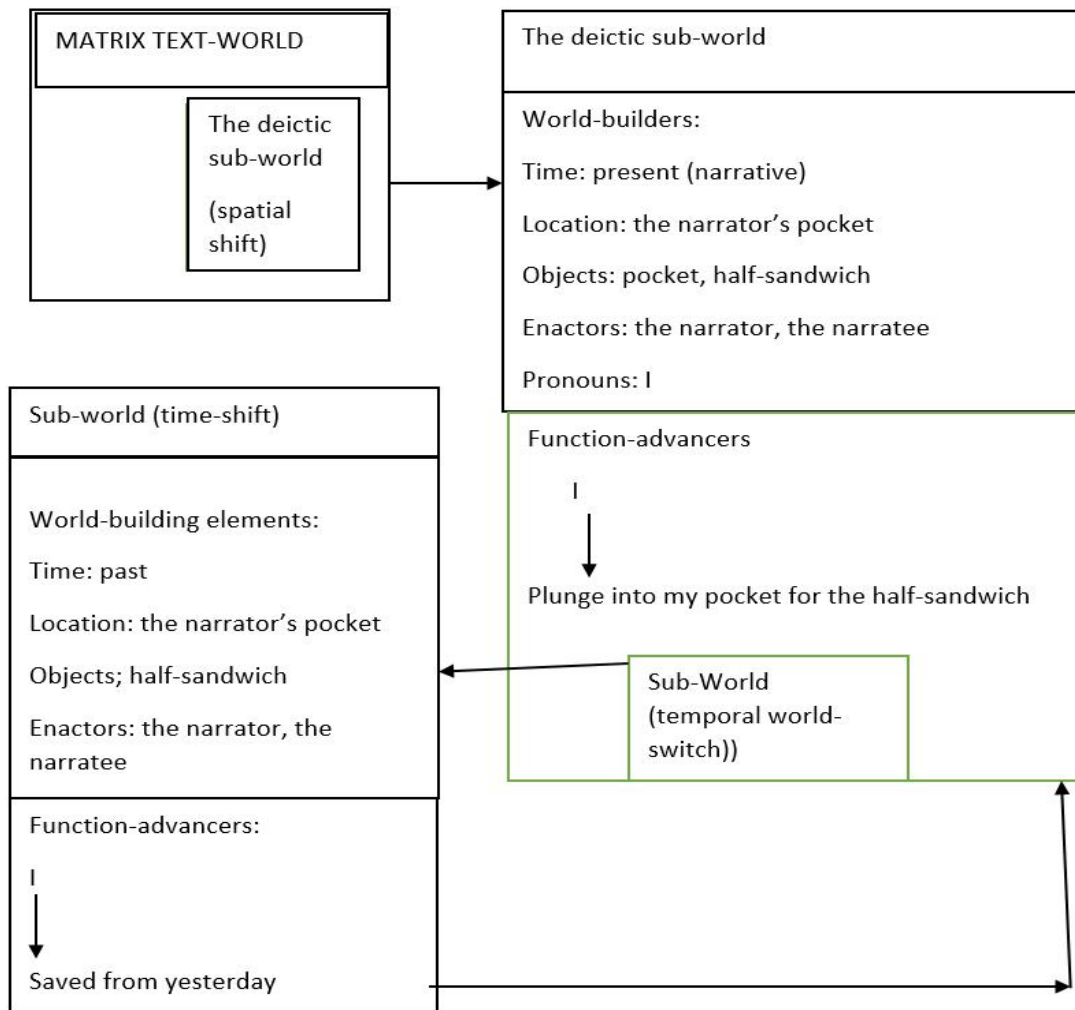 MATRIX TEXT-WORLD
The deictic
sub-world
(spatial
shift)
The deictic sub-world
World-builders:
Time: present (narrative)
Location: the narrator’s pocket
Objects: pocket, half-sandwich
Enactors: the narrator, the narratee
Pronouns: I
Function-advancers
I
Plunge into my pocket for the half-sandwich
Sub-World
(temporal world-
switch))
Sub-world (time-shift)
World-building elements:
Time: past
Location: the narrator’s pocket
Objects; half-sandwich
Enactors: the narrator, the
narratee
Function-advancers:
I
Saved from yesterday